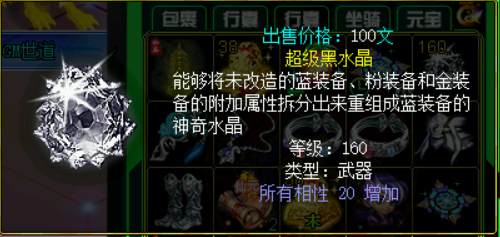 包裹
行囊
行囊
坐骑
元宝
GM世道
38
160
出售价格：100文
超级黑水晶
能够将未改造的蓝装备、粉装备和金装
备的附加属性拆分出来重组成蓝装备的
神奇水晶
等级：160
类型：武器
所有相性 20 增加
2